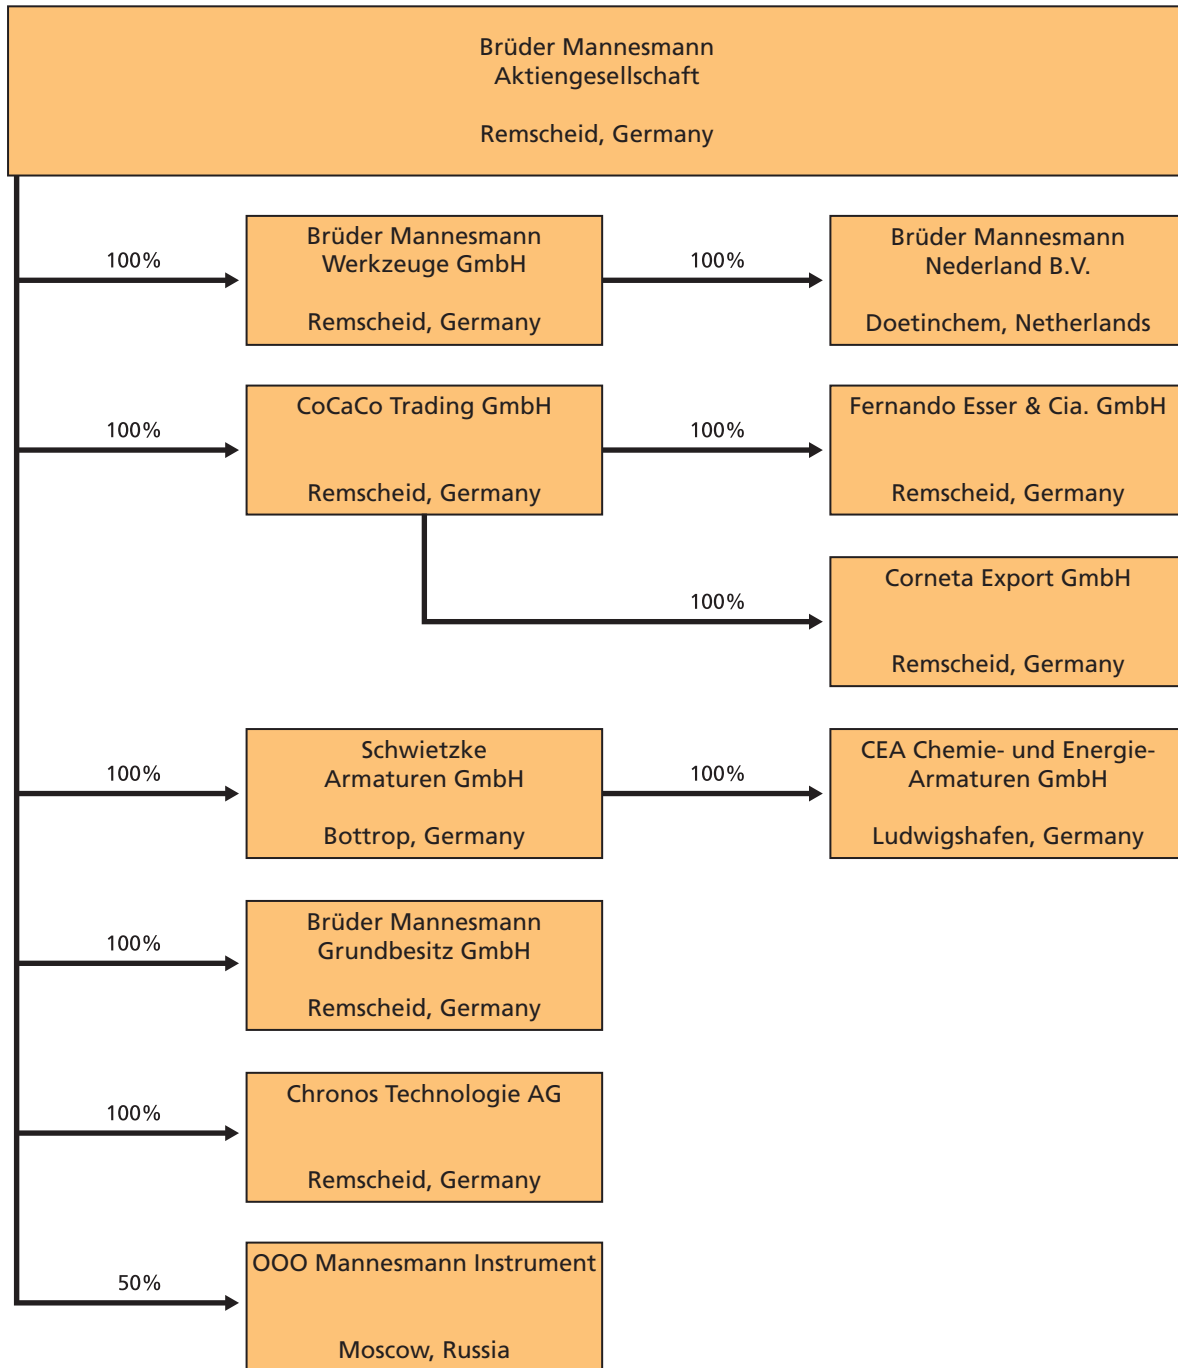 Brüder Mannesmann
Aktiengesellschaft
Remscheid, Germany
100%
Brüder Mannesmann
Werkzeuge GmbH
Remscheid, Germany
100%
Brüder Mannesmann
Nederland B.V.
Doetinchem, Netherlands
100%
CoCaCo Trading GmbH
Remscheid, Germany
100%
Fernando Esser & Cia. GmbH
Remscheid, Germany
100%
Corneta Export GmbH
Remscheid, Germany
100%
Schwietzke
Armaturen GmbH
Bottrop, Germany
100%
CEA Chemie- und Energie-
Armaturen GmbH
Ludwigshafen, Germany
100%
Brüder Mannesmann
Grundbesitz GmbH
Remscheid, Germany
100%
Chronos Technologie AG
Remscheid, Germany
50%
OOO Mannesmann Instrument
Moscow, Russia